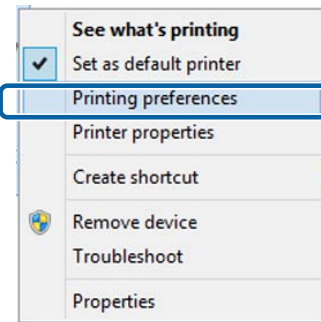 See what's printing
Set as default printer
Printing preferences
Printer properties
Create shortcut
Remove device
Troubleshoot
Properties